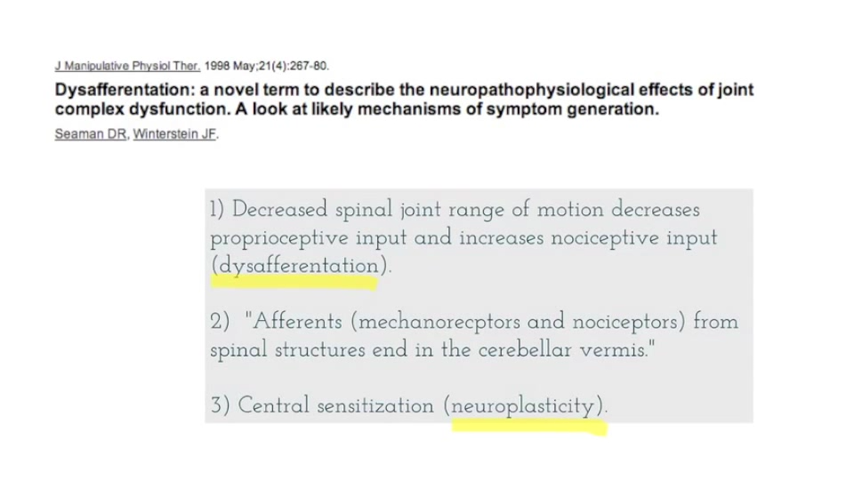 J Manipulative Physiol Ther. 1998 May;21(4):267-80.
Dysafferentation: a novel term to describe the neuropathophysiological effects of joint
complex dysfunction. A look at likely mechanisms of symptom generation.
Seaman DR, Winterstein JF.
1) Decreased spinal joint range of motion decreases
proprioceptive input and increases nociceptive input
(dysafferentation).
2) "Afferents (mechanorecptors and nociceptors) from
spinal structures end in the cerebellar vermis."
3) Central sensitization (neuroplasticity).